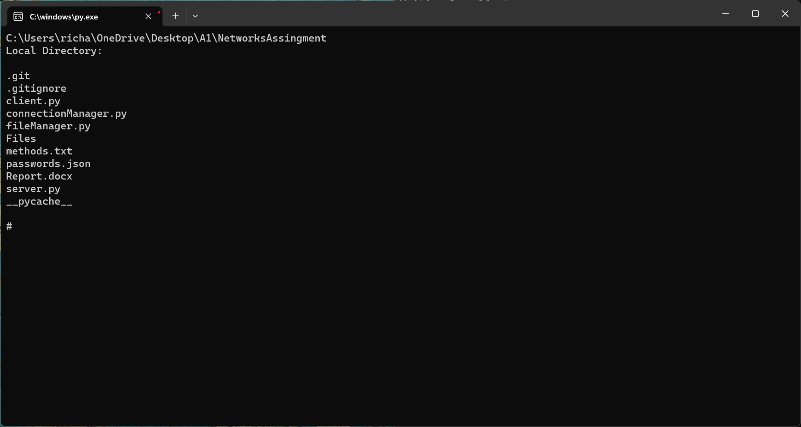 C:\windows\py.exe
C:\Users\richa\OneDrive\Desktop\A1\NetworksAssingment
Local Directory:
.git
.gitignore
client.py
connectionManager.py
fileManager.py
Files
methods.txt
passwords.json
Report.docx
server.py
__pycache__
#